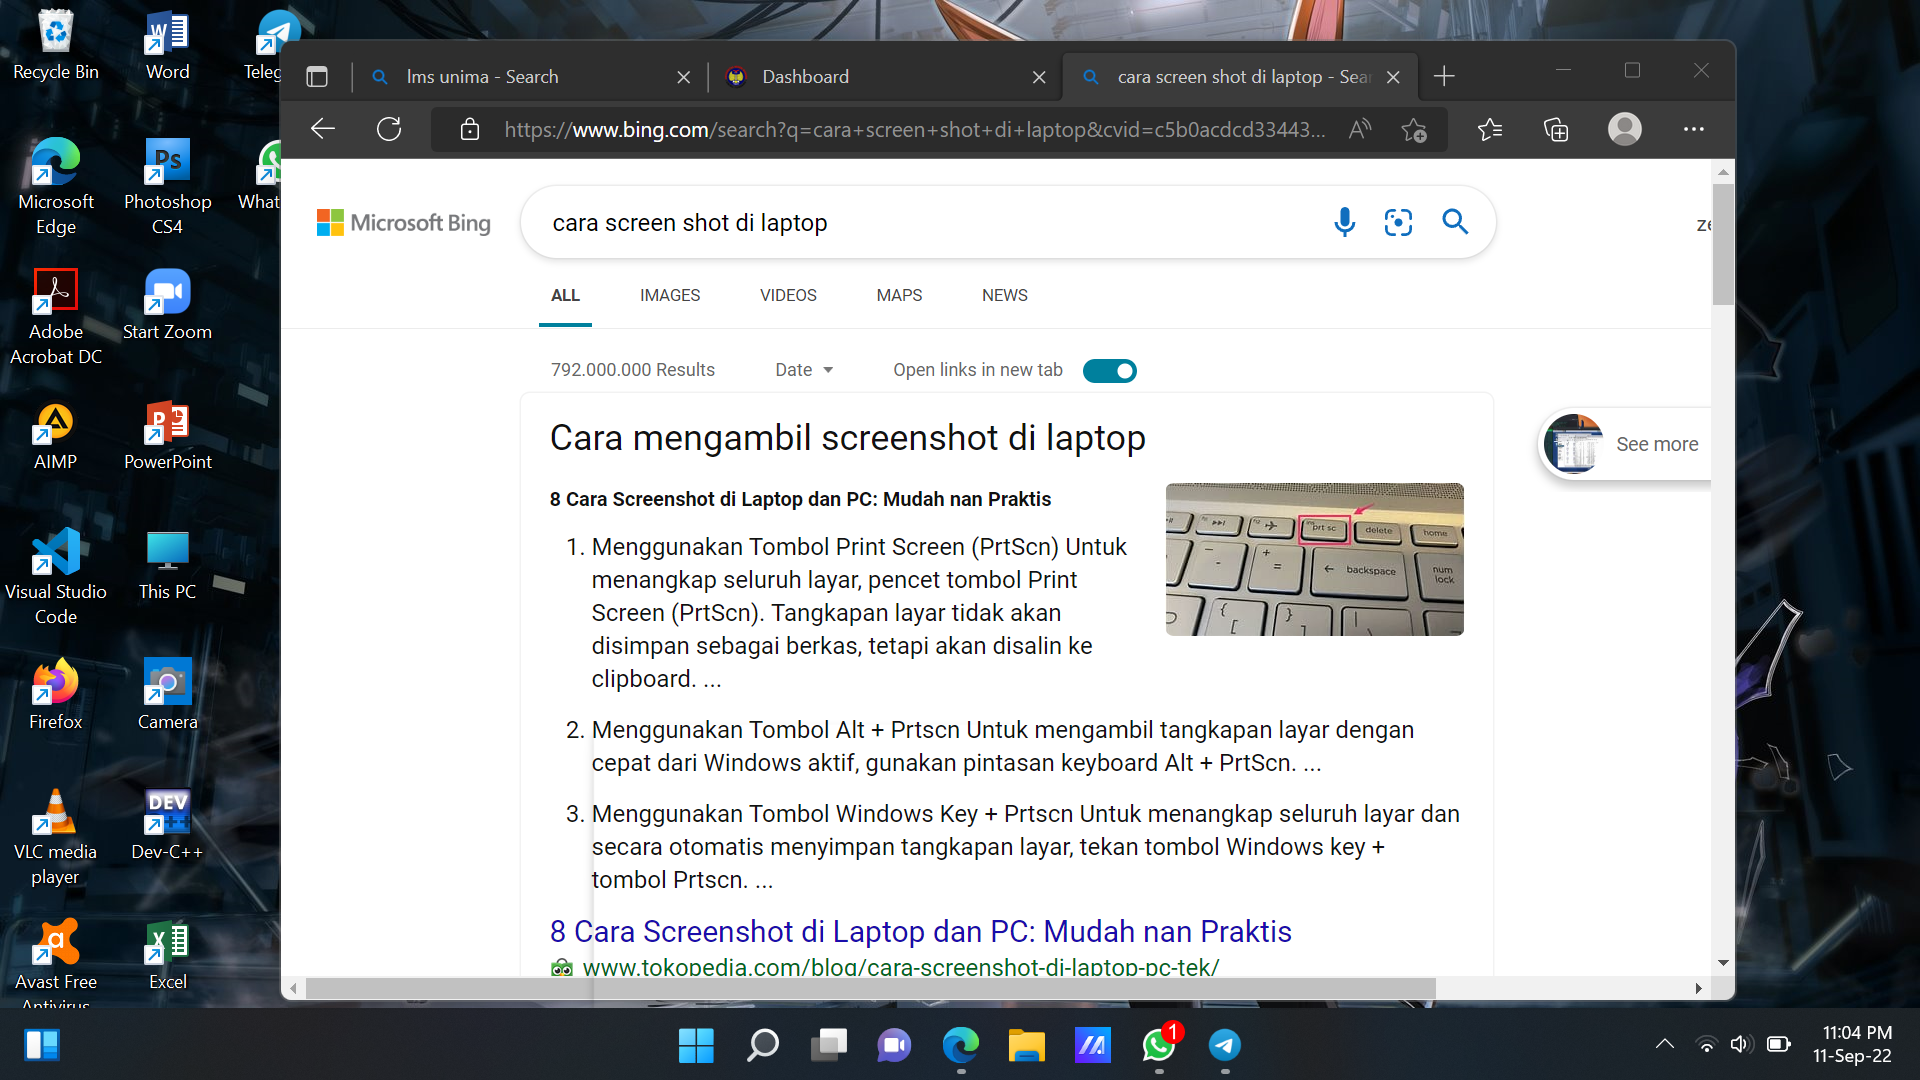 Recycle Bin
Word
Teleg
Microsoft
Edge
Photoshop
CS4
What
Adobe
Acrobat DC
Start Zoom
AIMP
PowerPoint
Visual Studio
Code
This PC
Firefox
Camera
VLC media
player
Dev-C++
Avast Free
Antivirus
Excel
lms unima - Search
Dashboard
cara screen shot di laptop - Sear
https://www.bing.com/search?q=cara+screen+shot+di+laptop&cvid=c5b0acdcd33443...
Microsoft Bing
cara screen shot di laptop
ze
ALL
IMAGES
VIDEOS
MAPS
NEWS
792.000.000 Results
Date
Open links in new tab
Cara mengambil screenshot di laptop
See more
8 Cara Screenshot di Laptop dan PC: Mudah nan Praktis
1. Menggunakan Tombol Print Screen (PrtScn) Untuk
menangkap seluruh layar, pencet tombol Print
Screen (PrtScn). Tangkapan layar tidak akan
disimpan sebagai berkas, tetapi akan disalin ke
clipboard. ...
prt sc
delete
home
backspace
num
lock
2. Menggunakan Tombol Alt + Prtscn Untuk mengambil tangkapan layar dengan
cepat dari Windows aktif, gunakan pintasan keyboard Alt + PrtScn. ...
3. Menggunakan Tombol Windows Key + Prtscn Untuk menangkap seluruh layar dan
secara otomatis menyimpan tangkapan layar, tekan tombol Windows key +
tombol Prtscn. ...
8 Cara Screenshot di Laptop dan PC: Mudah nan Praktis
www.tokopedia.com/blog/cara-screenshot-di-laptop-pc-tek/
1
11:04 PM
11-Sep-22